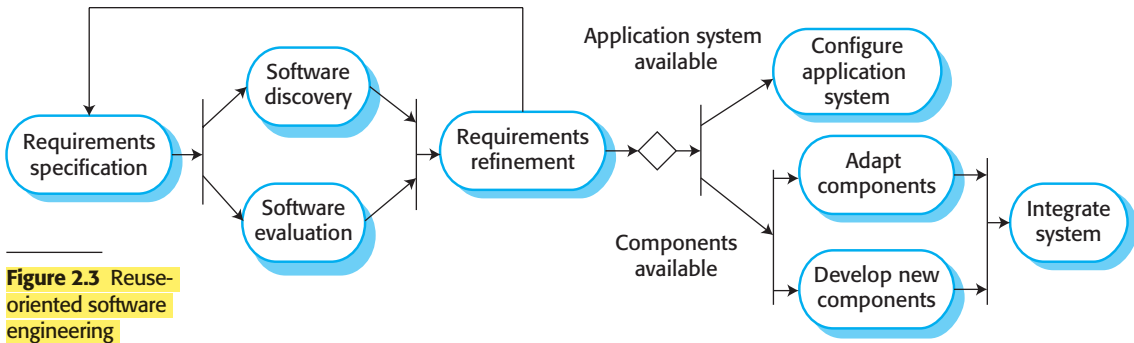 Requirements
specification
Software
discovery
Software
evaluation
Requirements
refinement
Application system
available
Configure
application
system
Components
available
Adapt
components
Develop new
components
Integrate
system
Figure 2.3 Reuse-
oriented software
engineering